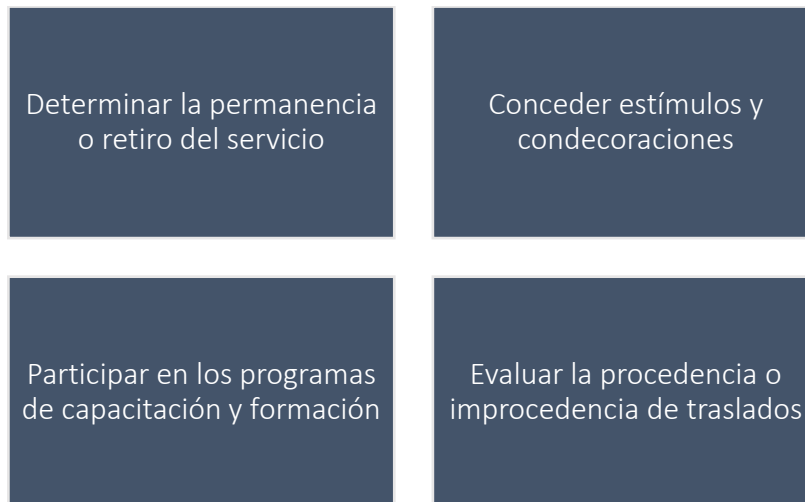 Determinar la permanencia
o retiro del servicio
Conceder estímulos y
condecoraciones
Participar en los programas
de capacitación y formación
Evaluar la procedencia o
improcedencia de traslados